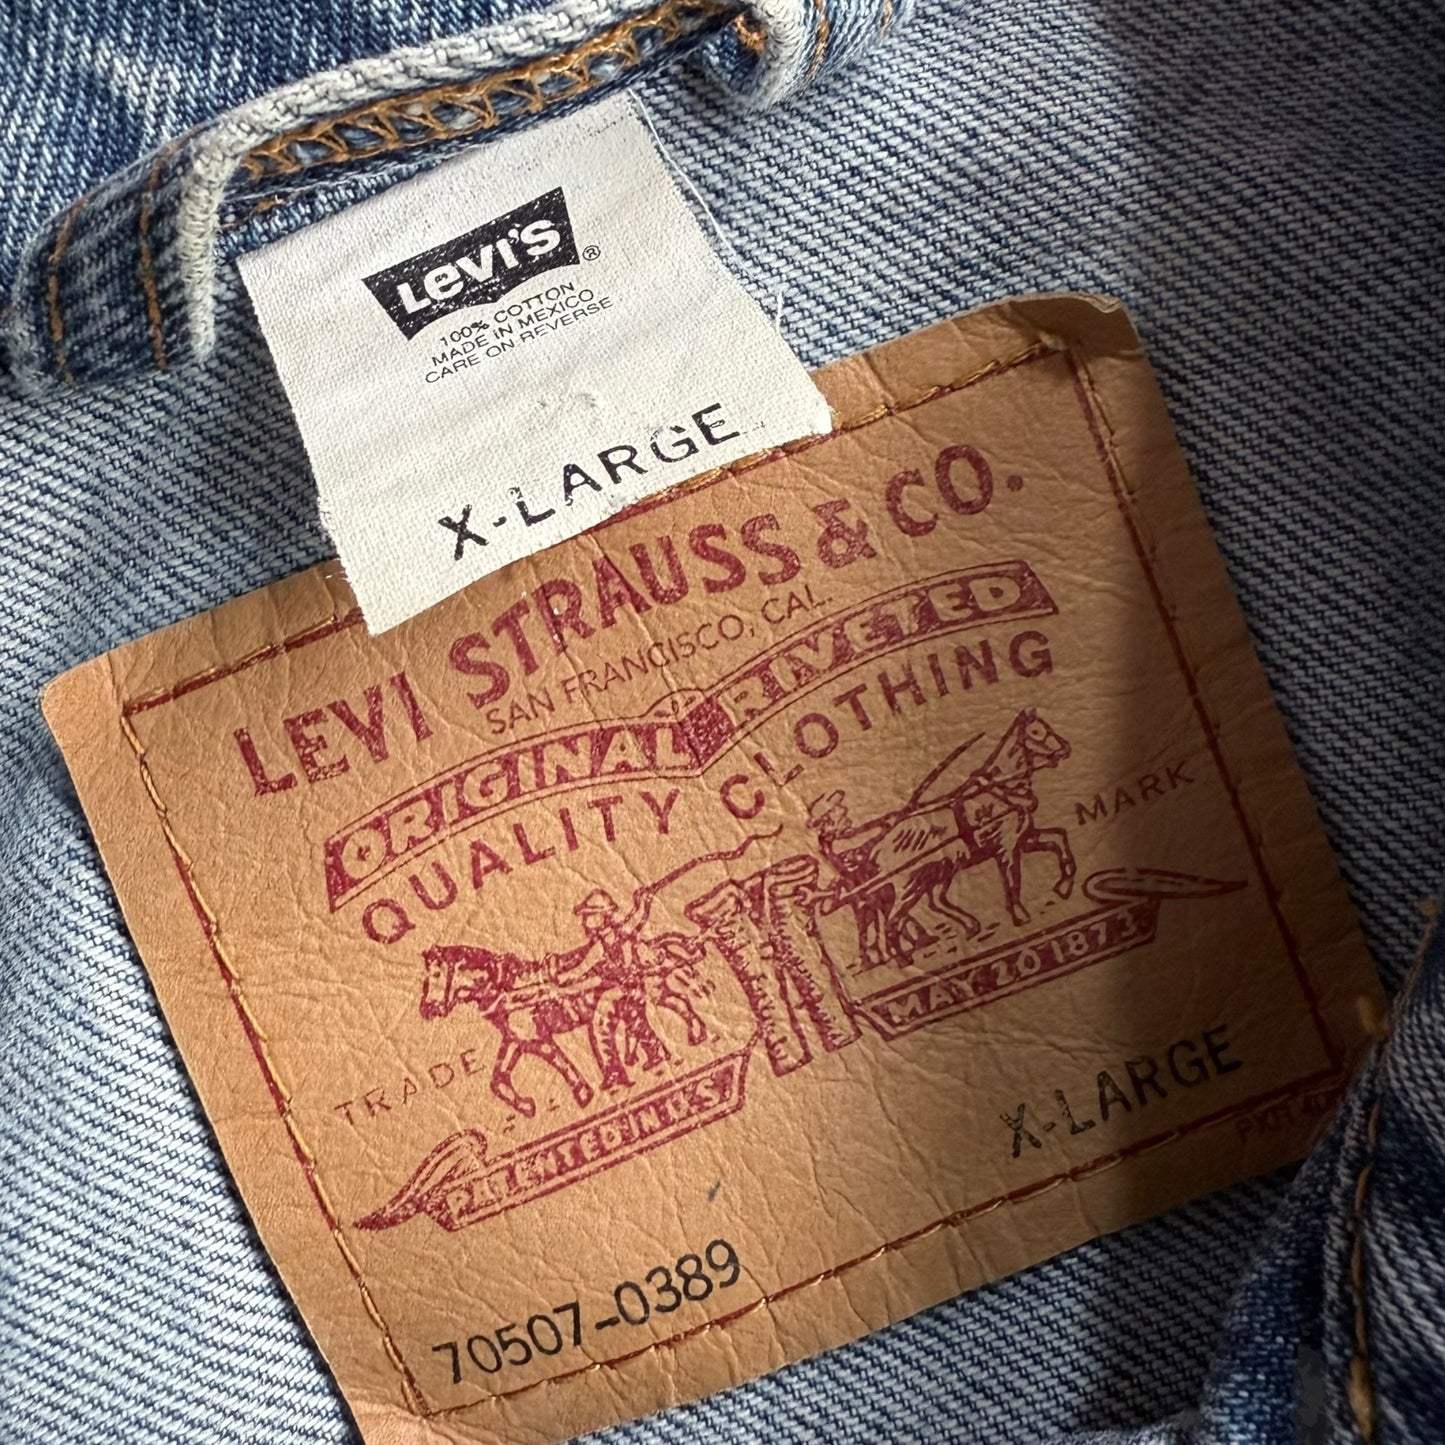 Levi's®
100% COTTON
MADE IN MEXICO
CARE ON REVERSE
X-LARGE
LEVI STRAUSS & CO.
SAN FRANCISCO, CAL.
ORIGINAL RIVETED
QUALITY CLOTHING
TRADE MARK
PATENTED IN U.S
MAY 20 1873
X-LARGE
70507-0389